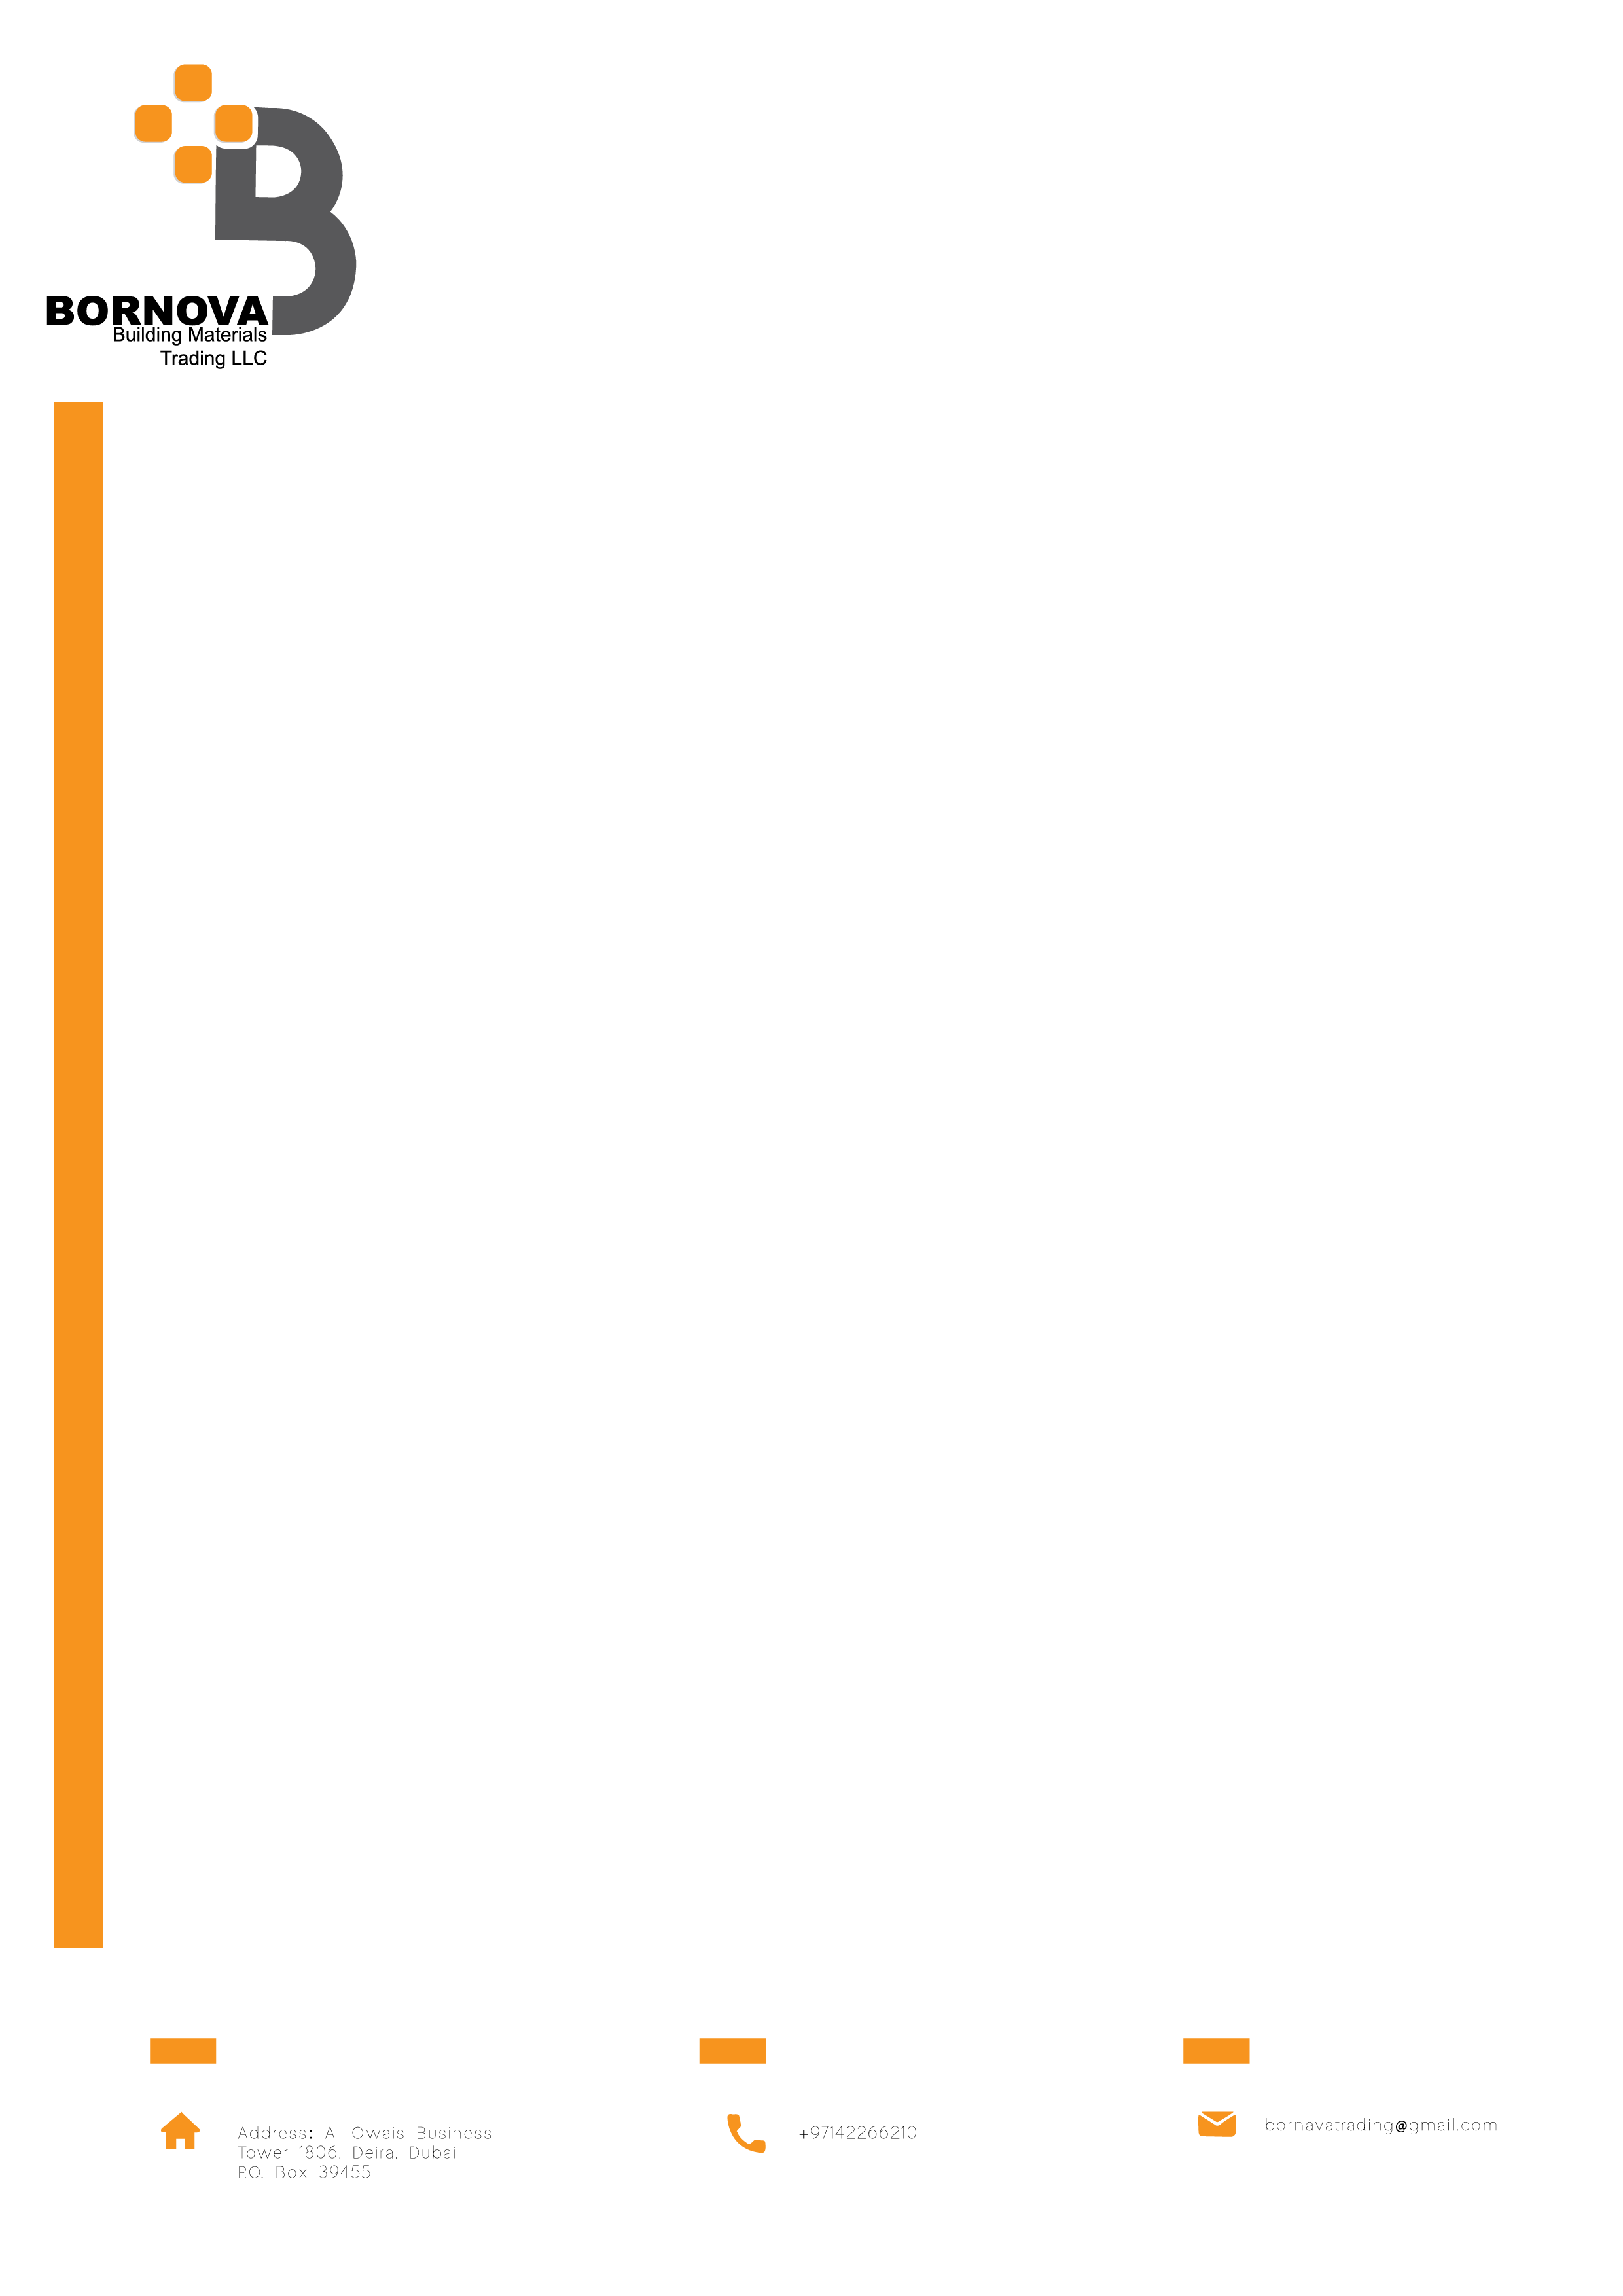 BORNOVA
Building Materials
Trading LLC
Address: Al Owais Business
Tower 1806, Deira, Dubai
P.O. Box 39455
+97142266210
bornavatrading@gmail.com